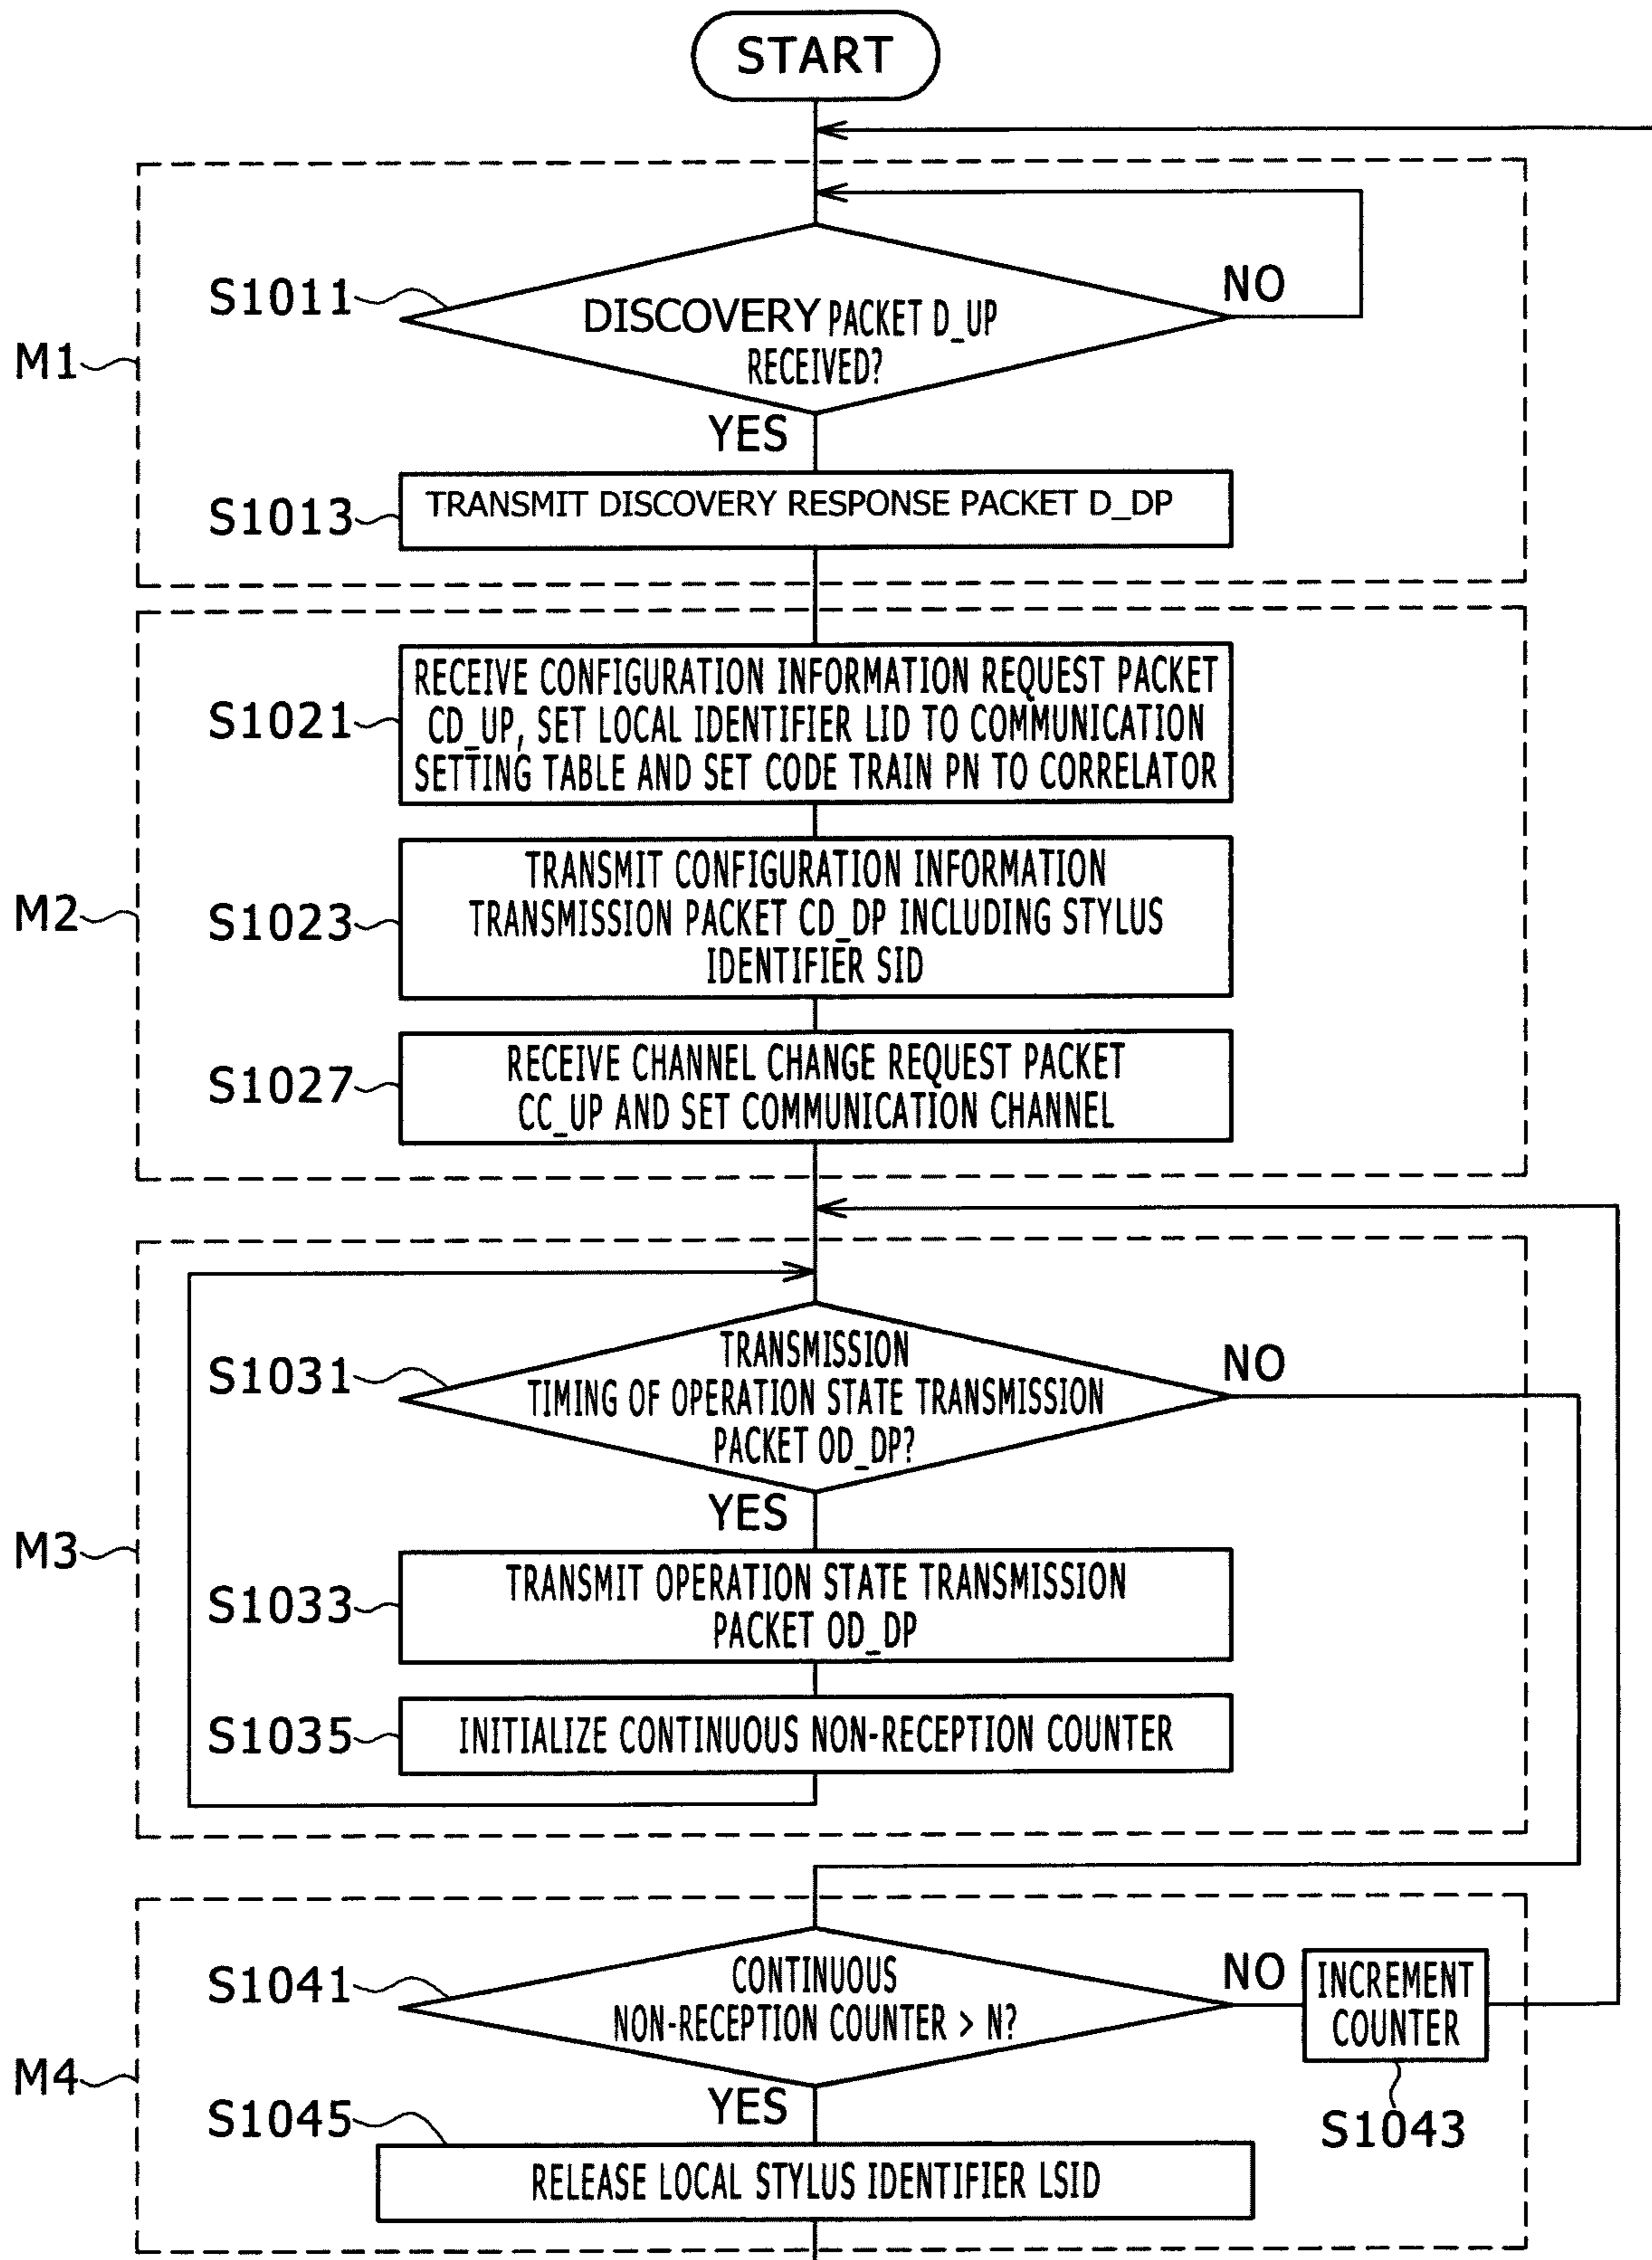 START
S1011
DISCOVERY PACKET D_UP
RECEIVED?
NO
M1
YES
S1013
TRANSMIT DISCOVERY RESPONSE PACKET D_DP
S1021
RECEIVE CONFIGURATION INFORMATION REQUEST PACKET
CD_UP, SET LOCAL IDENTIFIER LID TO COMMUNICATION
SETTING TABLE AND SET CODE TRAIN PN TO CORRELATOR
M2
S1023
TRANSMIT CONFIGURATION INFORMATION
TRANSMISSION PACKET CD_DP INCLUDING STYLUS
IDENTIFIER SID
S1027
RECEIVE CHANNEL CHANGE REQUEST PACKET
CC_UP AND SET COMMUNICATION CHANNEL
S1031
TRANSMISSION
TIMING OF OPERATION STATE TRANSMISSION
PACKET OD_DP?
NO
YES
M3
S1033
TRANSMIT OPERATION STATE TRANSMISSION
PACKET OD_DP
S1035
INITIALIZE CONTINUOUS NON-RECEPTION COUNTER
S1041
CONTINUOUS
NON-RECEPTION COUNTER > N?
NO
INCREMENT
COUNTER
S1043
M4
YES
S1045
RELEASE LOCAL STYLUS IDENTIFIER LSID